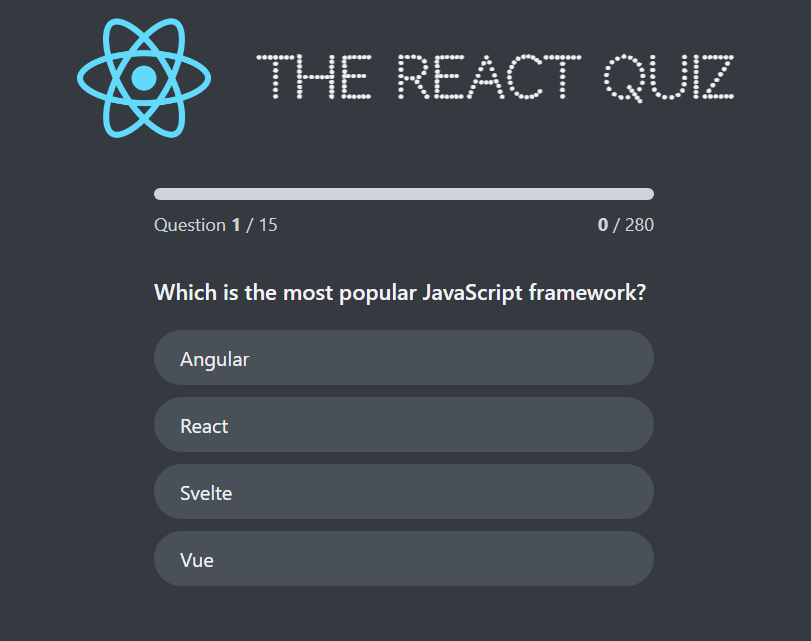 THE REACT QUIZ
Question 1 / 15
0 / 280
Which is the most popular JavaScript framework?
Angular
React
Svelte
Vue